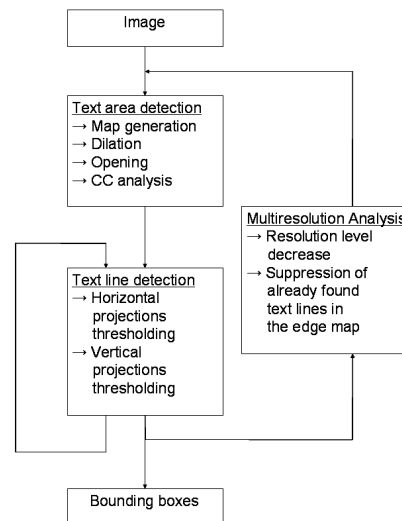 Image
Text area detection
→ Map generation
→ Dilation
→ Opening
→ CC analysis
Multiresolution Analysis
→ Resolution level
decrease
→ Suppression of
already found
text lines in
the edge map
Text line detection
→ Horizontal
projections
thresholding
→ Vertical
projections
thresholding
Bounding boxes